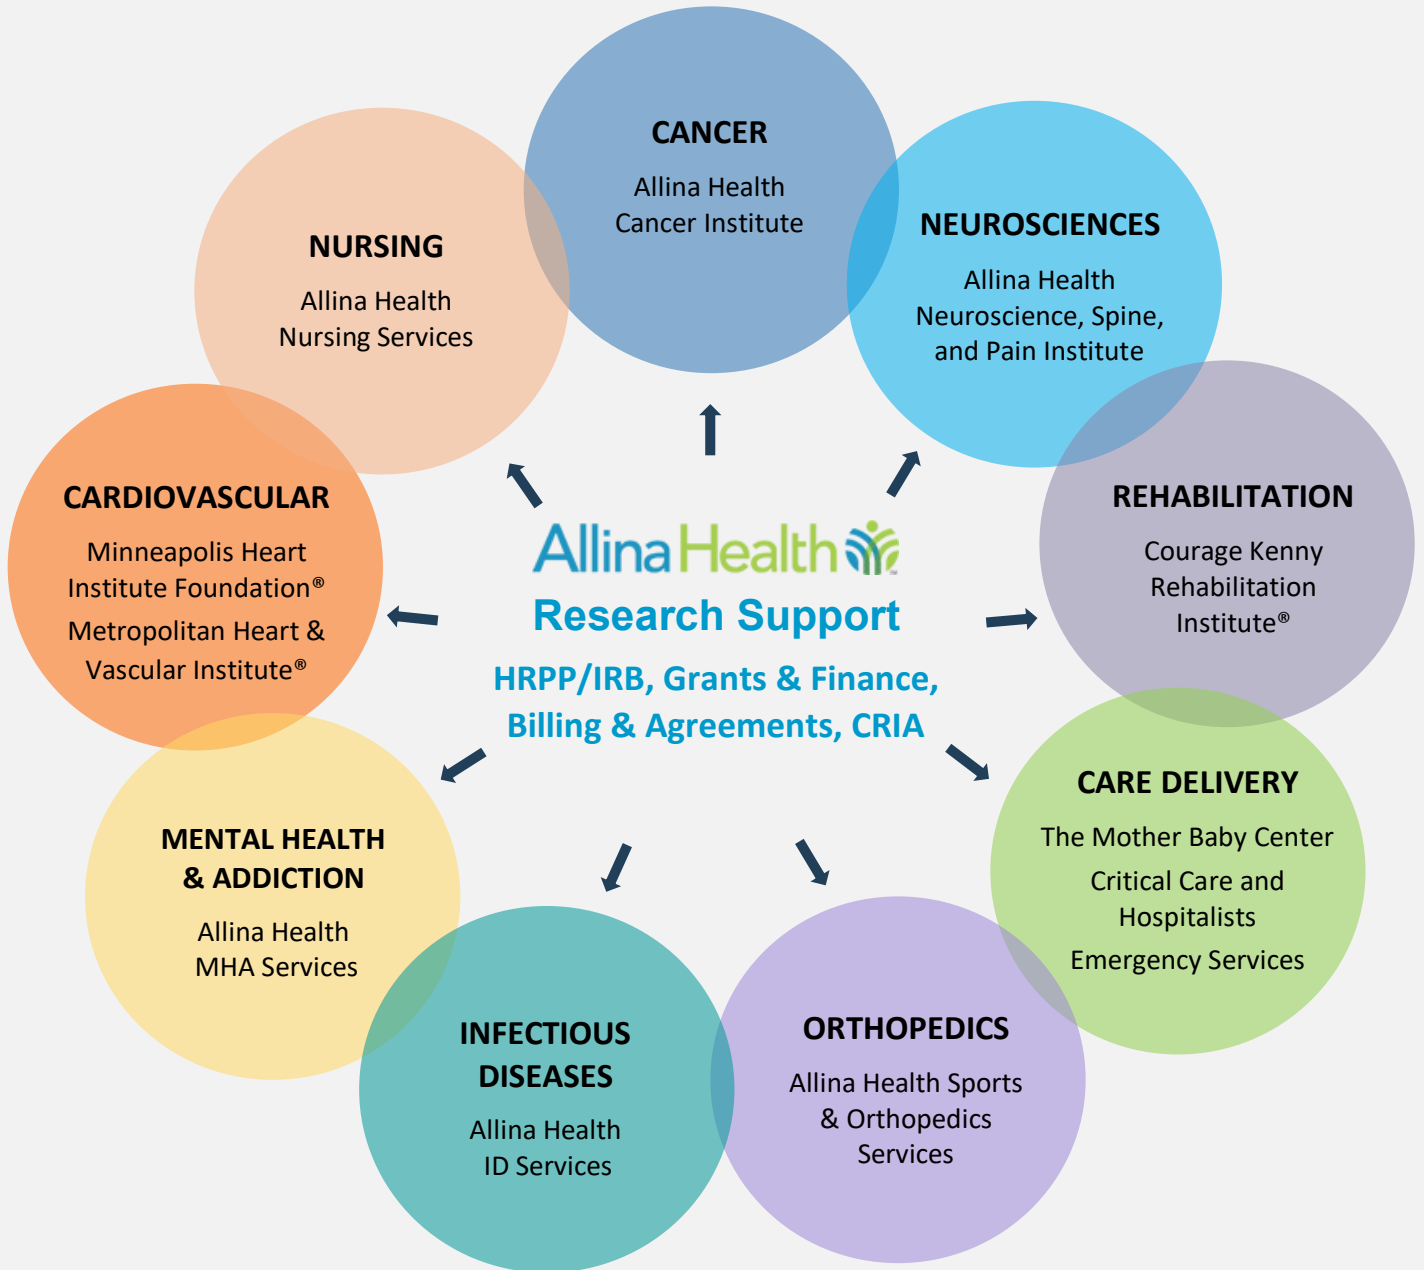 CANCER
Allina Health
Cancer Institute
NEUROSCIENCES
Allina Health
Neuroscience, Spine,
and Pain Institute
REHABILITATION
Courage Kenny
Rehabilitation
Institute®
CARE DELIVERY
The Mother Baby Center
Critical Care and
Hospitalists
Emergency Services
ORTHOPEDICS
Allina Health Sports
& Orthopedics
Services
INFECTIOUS
DISEASES
Allina Health
ID Services
MENTAL HEALTH
& ADDICTION
Allina Health
MHA Services
CARDIOVASCULAR
Minneapolis Heart
Institute Foundation®
Metropolitan Heart &
Vascular Institute®
NURSING
Allina Health
Nursing Services
Allina Health
Research Support
HRPP/IRB, Grants & Finance,
Billing & Agreements, CRIA